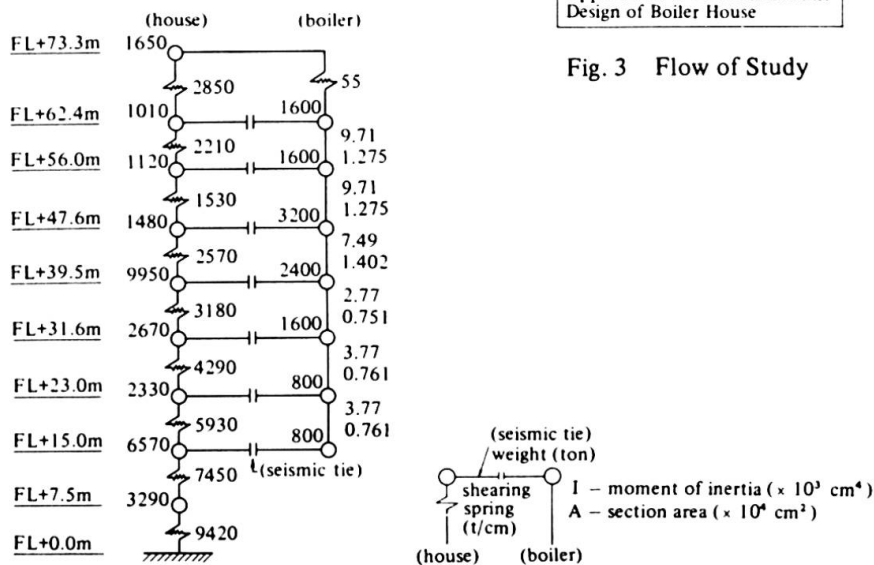 (house) (boiler)
FL+73.3m 1650
2850 55
FL+62.4m 1010 1600
2210 9.71
FL+56.0m 1120 1600 1.275
1530 9.71
1.275
FL+47.6m 1480 3200
2570 7.49
1.402
FL+39.5m 9950 2400
3180 2.77
0.751
FL+31.6m 2670 1600
4290 3.77
0.761
FL+23.0m 2330 800
5930 3.77
0.761
FL+15.0m 6570 800
7450 (seismic tie)
FL+7.5m 3290
9420
FL+0.0m
Design of Boiler House
Fig. 3 Flow of Study
(seismic tie)
weight (ton)
shearing
spring
(t/cm)
(house) (boiler)
I – moment of inertia (× 10³ cm⁴)
A – section area (× 10⁴ cm²)